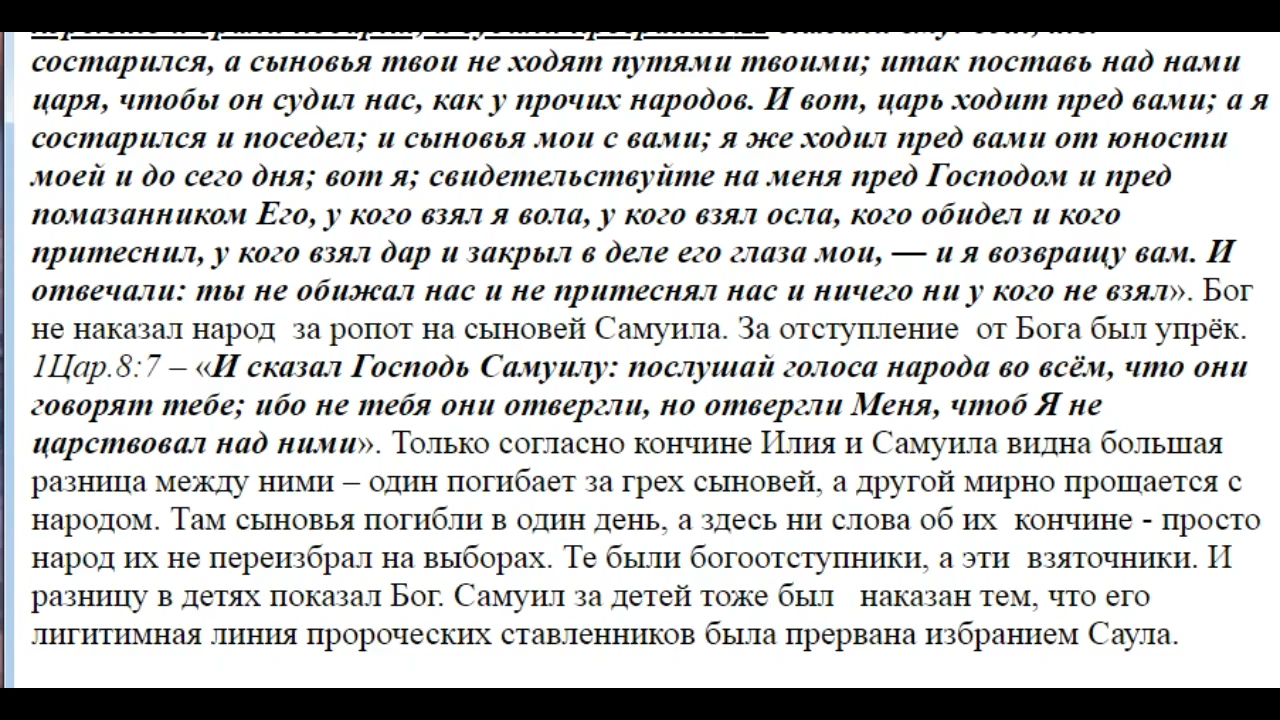 состарился, а сыновья твои не ходят путями твоими; итак поставь над нами
царя, чтобы он судил нас, как у прочих народов. И вот, царь ходит пред вами; а я
состарился и поседел; и сыновья мои с вами; я же ходил пред вами от юности
моей и до сего дня; вот я; свидетельствуйте на меня пред Господом и пред
помазанником Его, у кого взял я вола, у кого взял осла, кого обидел и кого
притеснил, у кого взял дар и закрыл в деле его глаза мои, — и я возвращу вам. И
отвечали: ты не обижал нас и не притеснял нас и ничего ни у кого не взял». Бог
не наказал народ  за ропот на сыновей Самуила. За отступление  от Бога был упрёк.
1Цар.8:7 – «И сказал Господь Самуилу: послушай голоса народа во всём, что они
говорят тебе; ибо не тебя они отвергли, но отвергли Меня, чтоб Я не
царствовал над ними». Только согласно кончине Илия и Самуила видна большая
разница между ними – один погибает за грех сыновей, а другой мирно прощается с
народом. Там сыновья погибли в один день, а здесь ни слова об их  кончине - просто
народ их не переизбрал на выборах. Те были богоотступники, а эти  взяточники. И
разницу в детях показал Бог. Самуил за детей тоже был   наказан тем, что его
лигитимная линия пророческих ставленников была прервана избранием Саула.